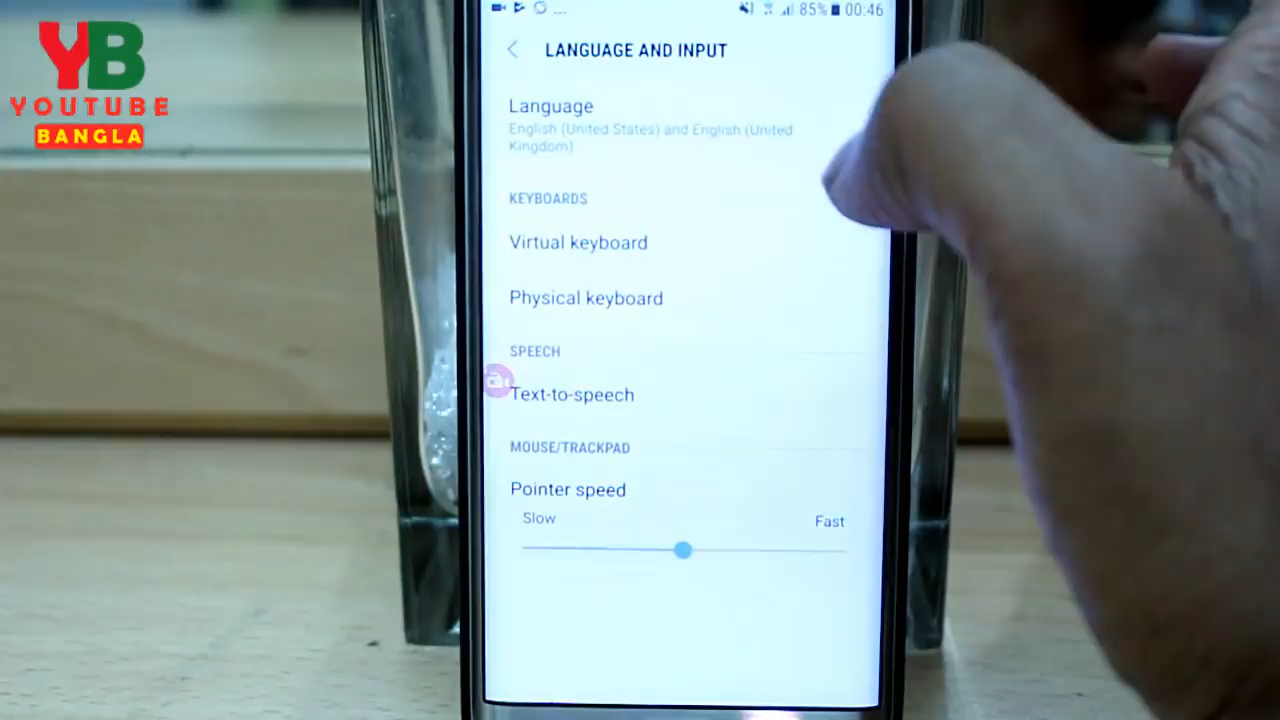 YB
YOUTUBE
BANGLA
... 85% 00:46
LANGUAGE AND INPUT
Language
English (United States) and English (United
Kingdom)
KEYBOARDS
Virtual keyboard
Physical keyboard
SPEECH
Text-to-speech
MOUSE/TRACKPAD
Pointer speed
Slow Fast